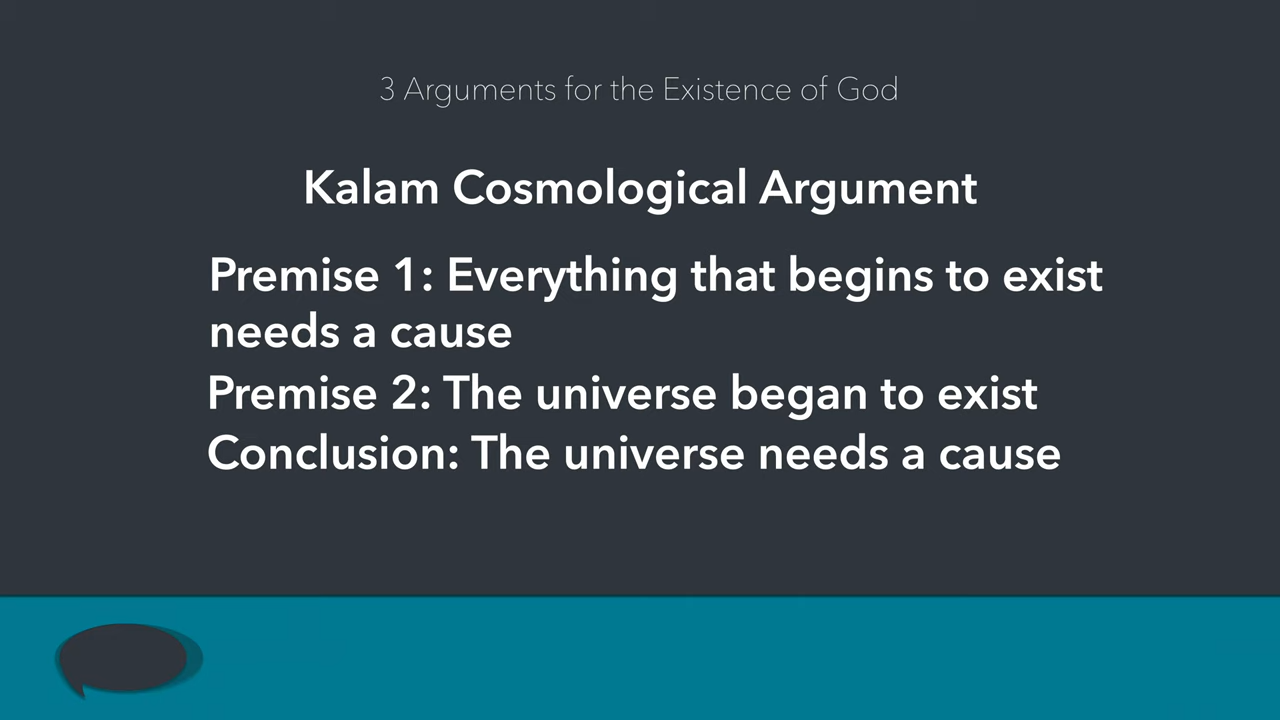 3 Arguments for the Existence of God
Kalam Cosmological Argument
Premise 1: Everything that begins to exist
needs a cause
Premise 2: The universe began to exist
Conclusion: The universe needs a cause